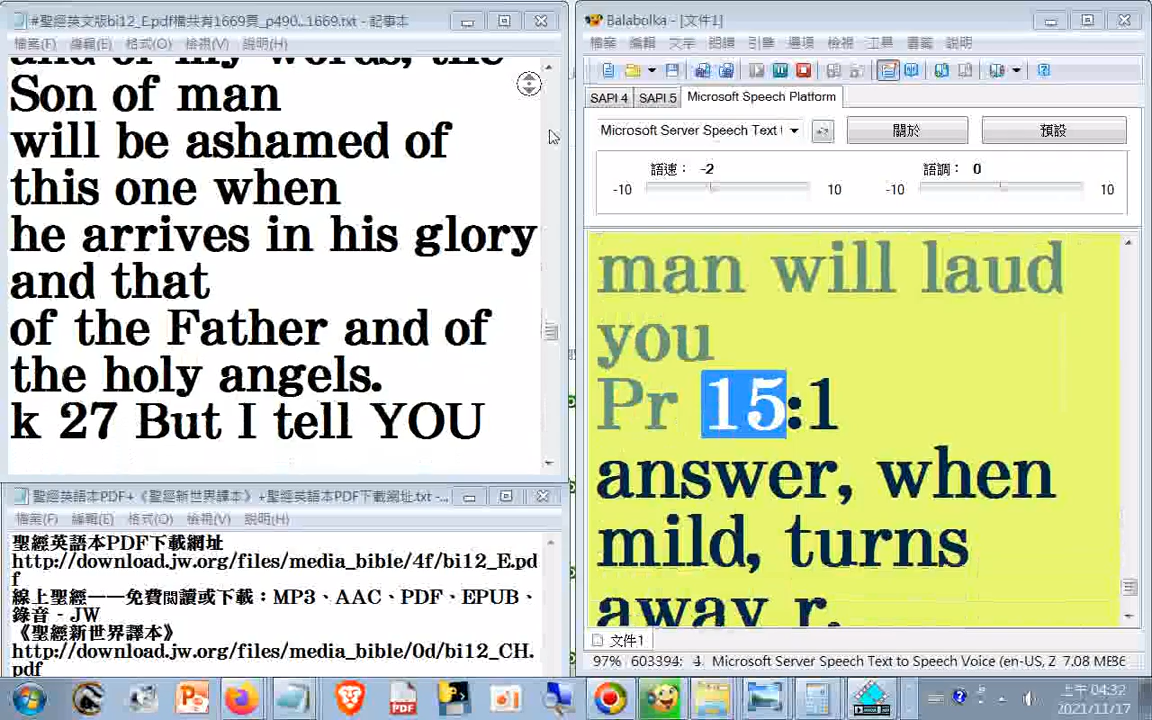 #聖經英文版bi12_E.pdf檔共有1669頁_p490...1669.txt - 記事本
檔案(F) 編輯(E) 格式(O) 檢視(V) 說明(H)
and of my words, the
Son of man
will be ashamed of
this one when
he arrives in his glory
and that
of the Father and of
the holy angels.
k 27 But I tell YOU
聖經英語本PDF+《聖經新世界譯本》+聖經英語本PDF下載網址.txt -...
檔案(F) 編輯(E) 格式(O) 檢視(V) 說明(H)
聖經英語本PDF下載網址
http://download.jw.org/files/media_bible/4f/bi12_E.pd
f
線上聖經——免費閱讀或下載：MP3、AAC、PDF、EPUB、
錄音 - JW
《聖經新世界譯本》
http://download.jw.org/files/media_bible/0d/bi12_CH.
pdf
Balabolka - [文件1]
檔案 編輯 文字 朗讀 引擎 選項 檢視 工具 書籤 說明
SAPI 4 SAPI 5 Microsoft Speech Platform
Microsoft Server Speech Text 關於 預設
語速： -2 語調： 0
-10 10 -10 10
man will laud
you
Pr 15:1
answer, when
mild, turns
away r.
文件1
97% 603394: 4. Microsoft Server Speech Text to Speech Voice (en-US, Z 7.08 MB
上午 04:32
2021/11/17